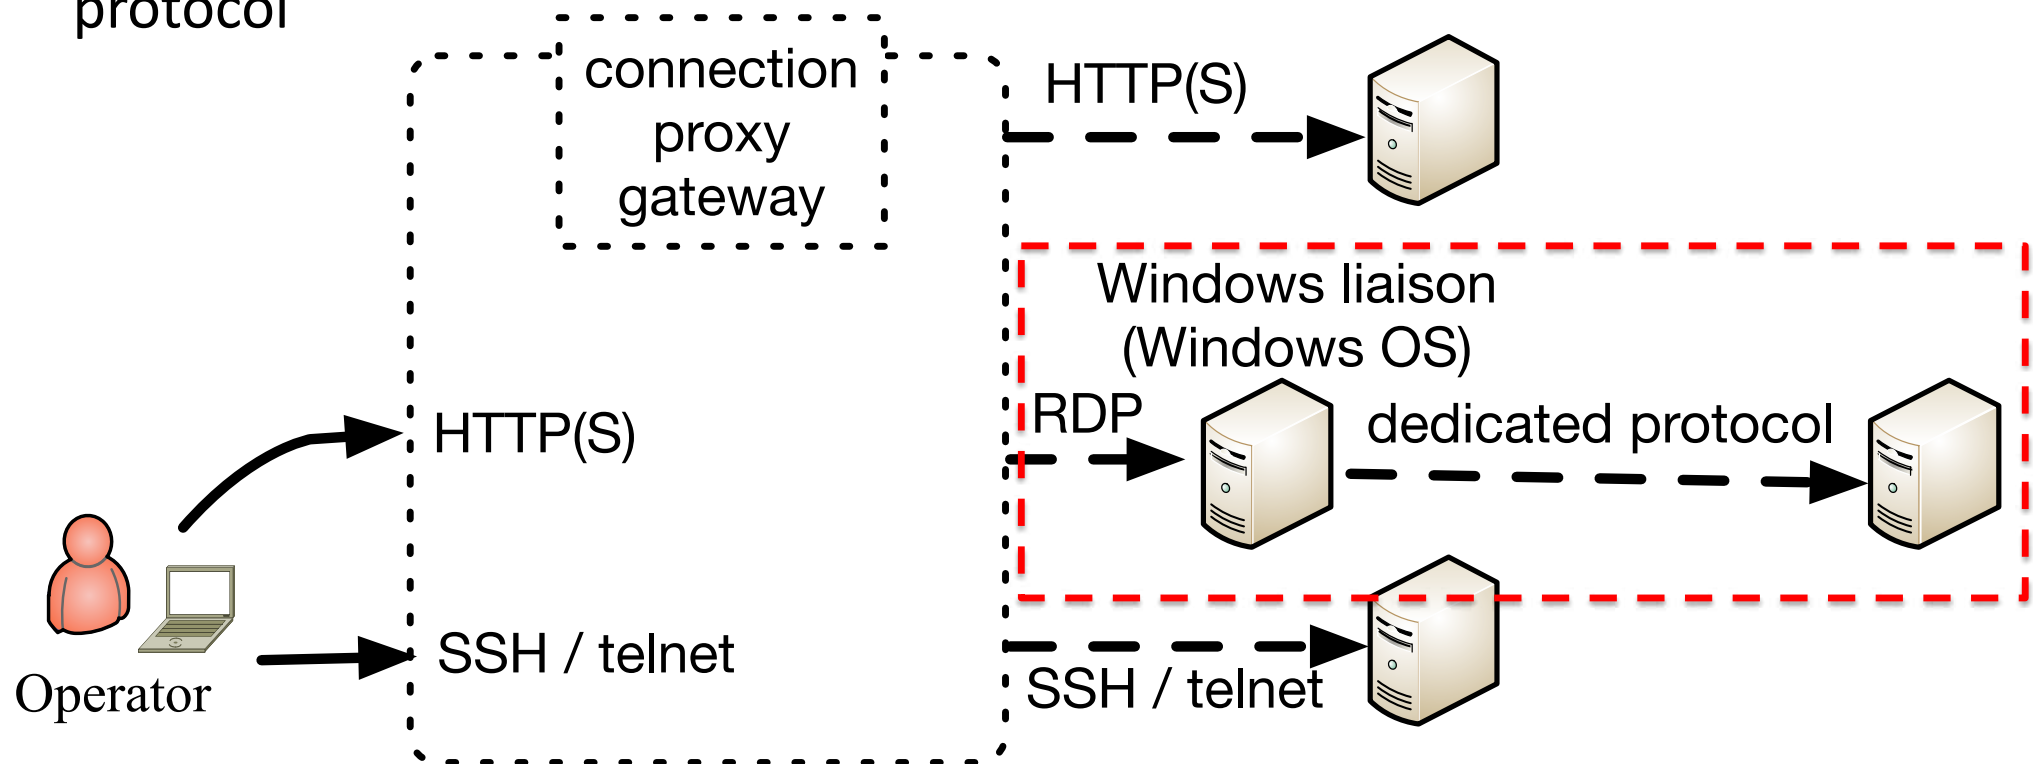 protocol
connection
proxy
gateway
HTTP(S)
Windows liaison
(Windows OS)
RDP
dedicated protocol
HTTP(S)
SSH / telnet
SSH / telnet
Operator